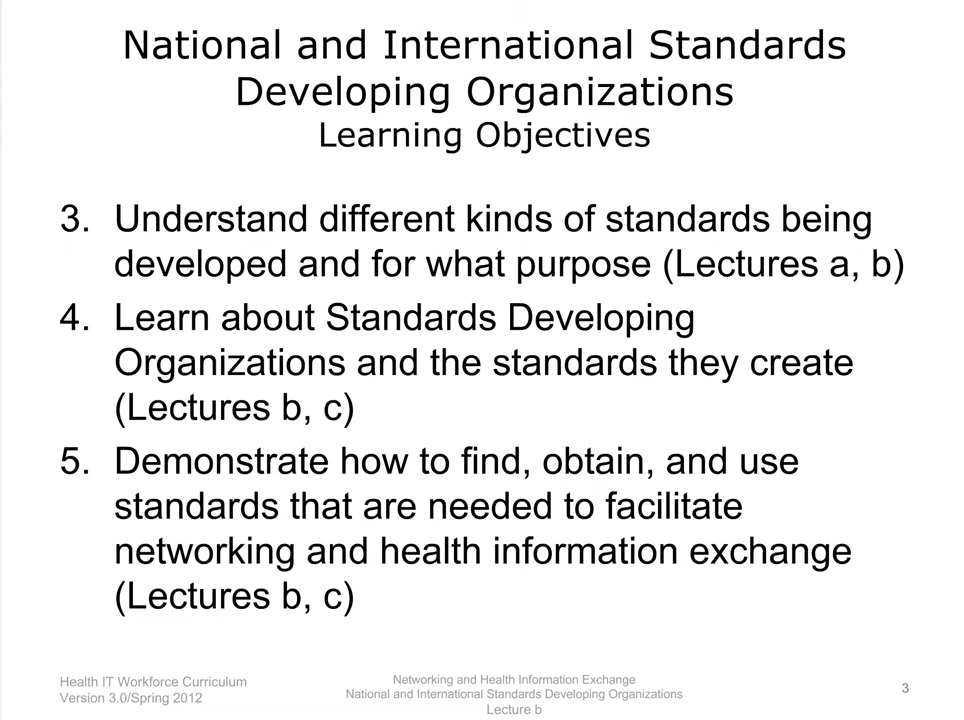 National and International Standards
Developing Organizations
Learning Objectives
3. Understand different kinds of standards being
developed and for what purpose (Lectures a, b)
4. Learn about Standards Developing
Organizations and the standards they create
(Lectures b, c)
5. Demonstrate how to find, obtain, and use
standards that are needed to facilitate
networking and health information exchange
(Lectures b, c)
Health IT Workforce Curriculum
Version 3.0/Spring 2012
Networking and Health Information Exchange
National and International Standards Developing Organizations
Lecture b
3